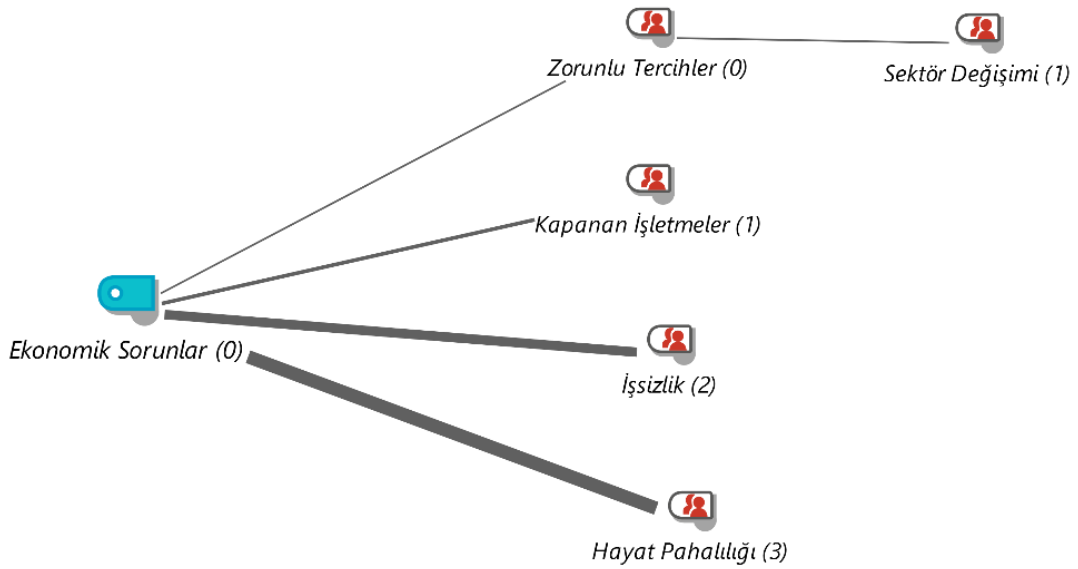 Zorunlu Tercihler (0)
Sektör Değişimi (1)
Kapanan İşletmeler (1)
Ekonomik Sorunlar (0)
İşsizlik (2)
Hayat Pahalılığı (3)